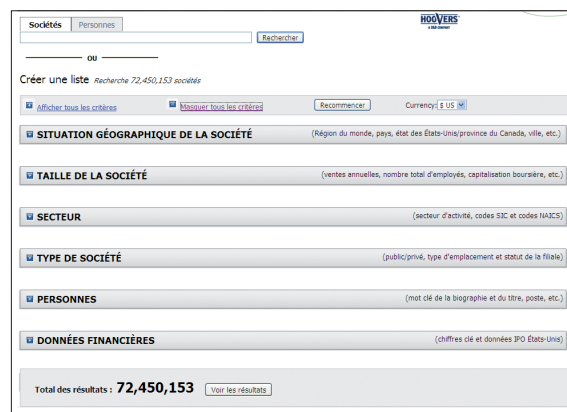 Sociétés Personnes
HOOVERS
Rechercher
OU
Créer une liste Recherche 72,450,153 sociétés
Afficher tous les critères Masquer tous les critères Recommencer Currency: $ US
SITUATION GÉOGRAPHIQUE DE LA SOCIÉTÉ (Région du monde, pays, état des États-Unis/province du Canada, ville, etc.)
TAILLE DE LA SOCIÉTÉ (ventes annuelles, nombre total d'employés, capitalisation boursière, etc.)
SECTEUR (secteur d'activité, codes SIC et codes NAICS)
TYPE DE SOCIÉTÉ (public/privé, type d'emplacement et statut de la filiale)
PERSONNES (mot clé de la biographie et du titre, poste, etc.)
DONNÉES FINANCIÈRES (chiffres clé et données IPO États-Unis)
Total des résultats : 72,450,153 Voir les résultats